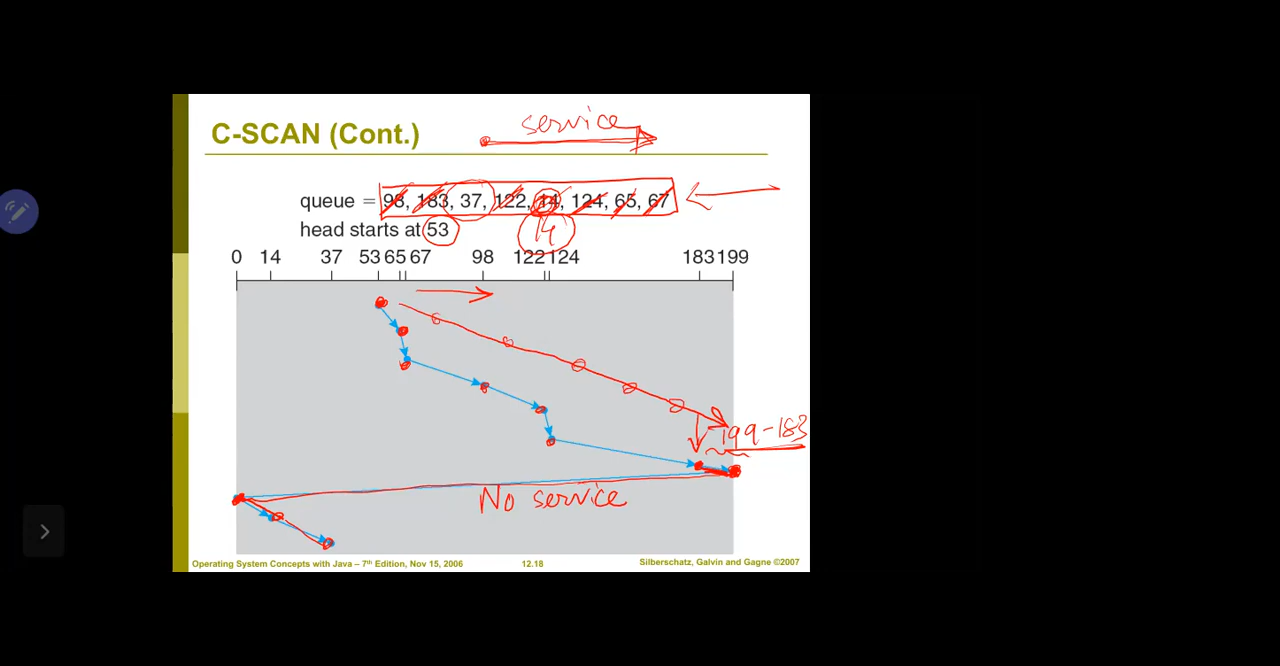 C-SCAN (Cont.)
service
queue = 98, 183, 37, 122, 14, 124, 65, 67
head starts at 53
14
0 14 37 53 65 67 98 122 124 183 199
199-183
No service
Operating System Concepts with Java – 7th Edition, Nov 15, 2006 12.18 Silberschatz, Galvin and Gagne ©2007